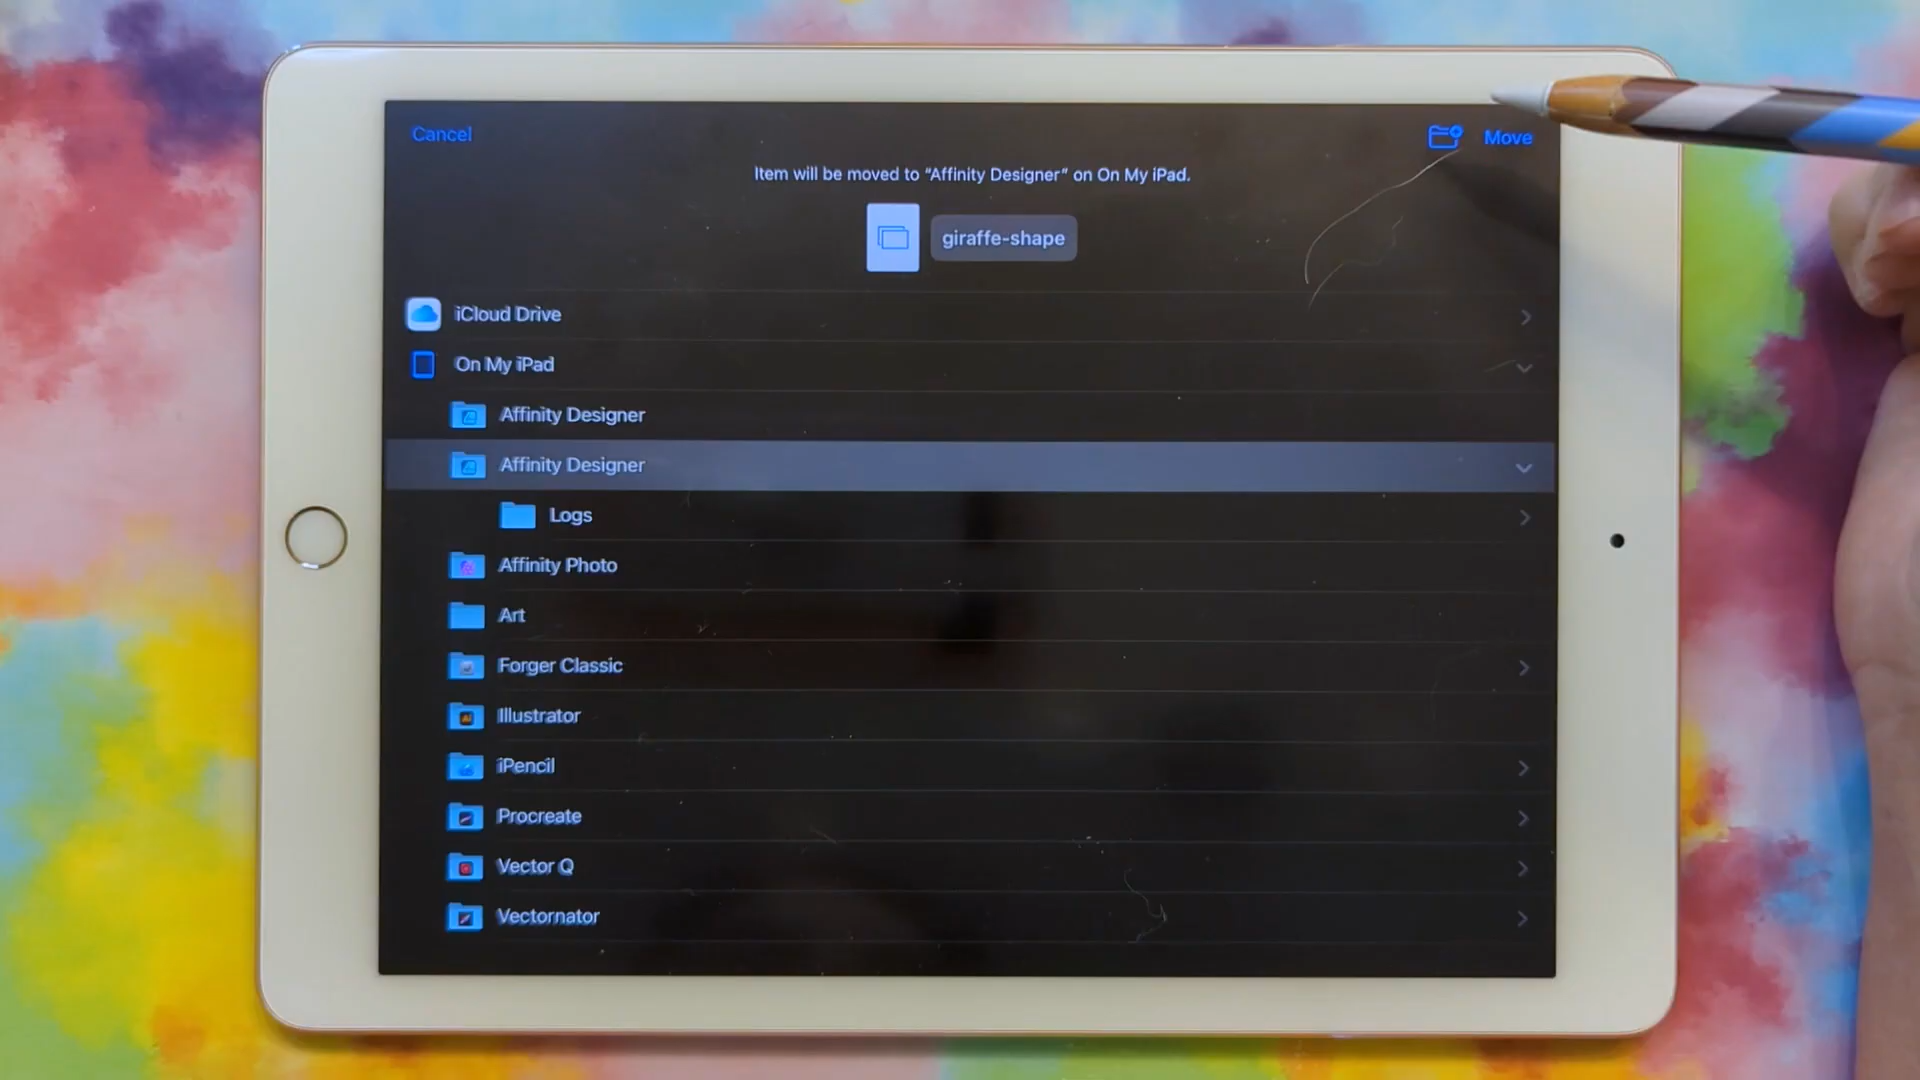 Cancel
Move
Item will be moved to “Affinity Designer” on On My iPad.
giraffe-shape
iCloud Drive
On My iPad
Affinity Designer
Affinity Designer
Logs
Affinity Photo
Art
Forger Classic
Illustrator
iPencil
Procreate
Vector Q
Vectornator